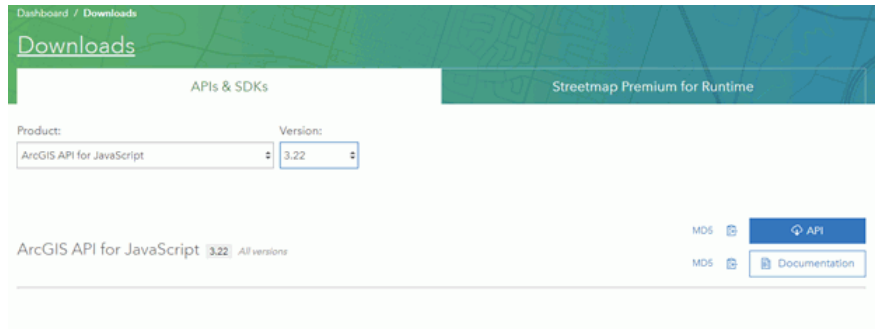 Dashboard / Downloads
Downloads
APIs & SDKs
Streetmap Premium for Runtime
Product:
Version:
ArcGIS API for JavaScript
3.22
MD5
API
ArcGIS API for JavaScript 3.22 All versions
MD5
Documentation